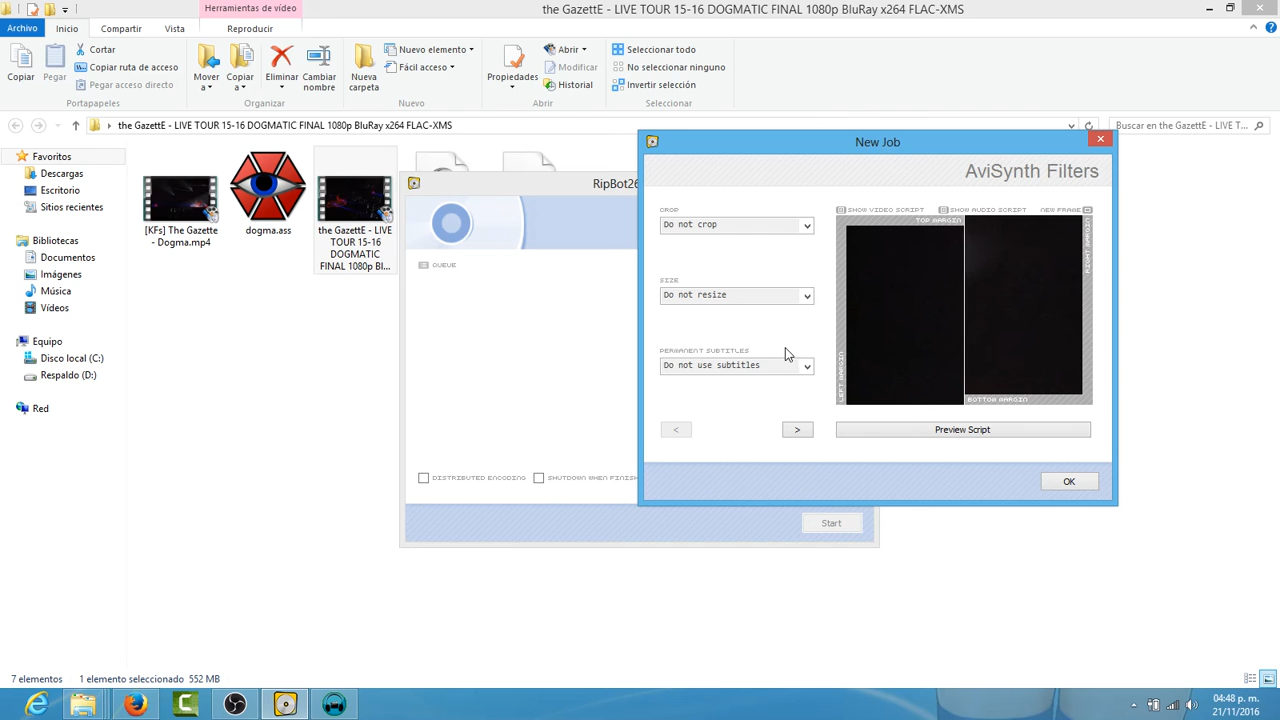 Herramientas de vídeo
the GazettE - LIVE TOUR 15-16 DOGMATIC FINAL 1080p BluRay x264 FLAC-XMS
Archivo
Inicio
Compartir
Vista
Reproducir
Copiar
Pegar
Cortar
Copiar ruta de acceso
Pegar acceso directo
Portapapeles
Mover
a
Copiar
a
Eliminar
Cambiar
nombre
Organizar
Nueva
carpeta
Nuevo elemento
Fácil acceso
Nuevo
Propiedades
Abrir
Modificar
Historial
Abrir
Seleccionar todo
No seleccionar ninguno
Invertir selección
Seleccionar
the GazettE - LIVE TOUR 15-16 DOGMATIC FINAL 1080p BluRay x264 FLAC-XMS
Buscar en the GazettE - LIVE T...
Favoritos
Descargas
Escritorio
Sitios recientes
Bibliotecas
Documentos
Imágenes
Música
Vídeos
Equipo
Disco local (C:)
Respaldo (D:)
Red
[KFs] The Gazette
- Dogma.mp4
dogma.ass
the GazettE - LIVE
TOUR 15-16
DOGMATIC
FINAL 1080p Bl...
RipBot26
QUEUE
DISTRIBUTED ENCODING
SHUTDOWN WHEN FINISH
Start
New Job
AviSynth Filters
CROP
Do not crop
SIZE
Do not resize
PERMANENT SUBTITLES
Do not use subtitles
<
>
SHOW VIDEO SCRIPT
SHOW AUDIO SCRIPT
NEW FRAME
TOP MARGIN
RIGHT MARGIN
LEFT MARGIN
BOTTOM MARGIN
Preview Script
OK
7 elementos
1 elemento seleccionado 552 MB
04:48 p. m.
21/11/2016